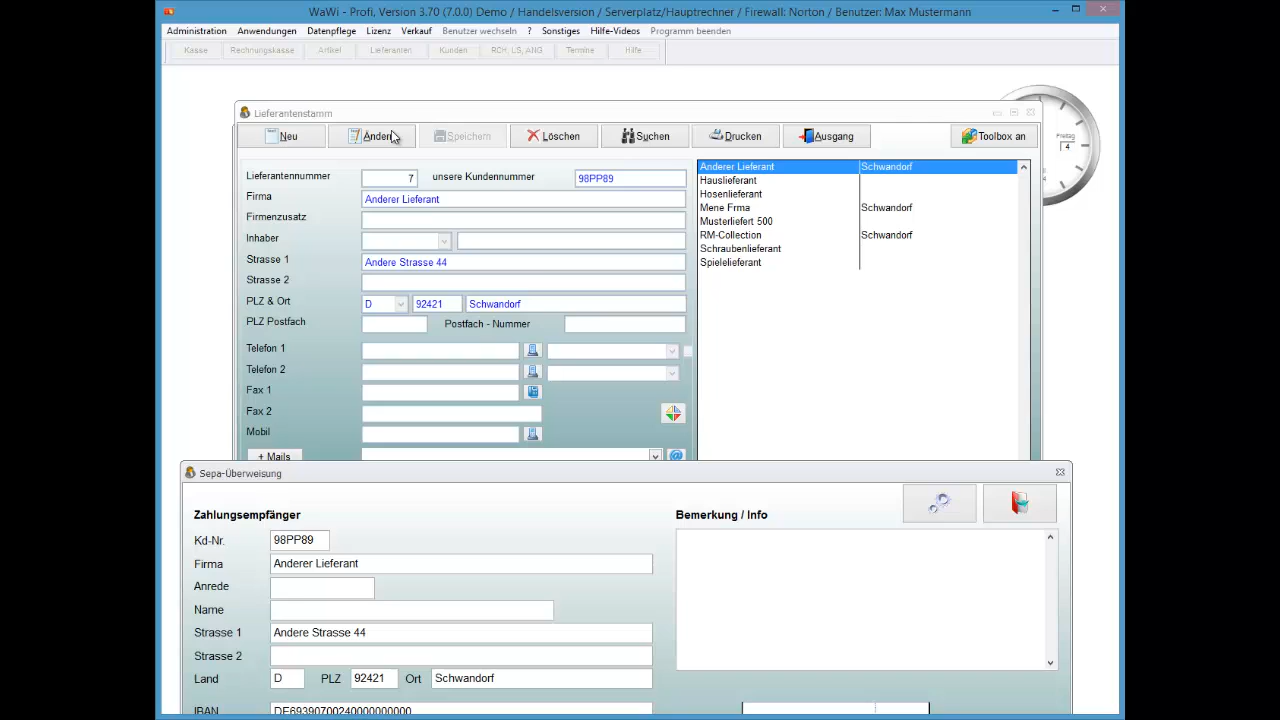 WaWi - Profi, Version 3.70 (7.0.0) Demo / Handelsversion / Serverplatz/Hauptrechner / Firewall: Norton / Benutzer: Max Mustermann
Administration Anwendungen Datenpflege Lizenz Verkauf Benutzer wechseln ? Sonstiges Hilfe-Videos Programm beenden
Kasse Rechnungskasse Artikel Lieferanten Kunden RCH, LS, ANG Termine Hilfe
Lieferantenstamm
Neu Ändern Speichern Löschen Suchen Drucken Ausgang Toolbox an
Freitag
4
Lieferantennummer 7 unsere Kundennummer 98PP89
Firma Anderer Lieferant
Firmenzusatz
Inhaber
Strasse 1 Andere Strasse 44
Strasse 2
PLZ & Ort D 92421 Schwandorf
PLZ Postfach Postfach - Nummer
Telefon 1
Telefon 2
Fax 1
Fax 2
Mobil
+ Mails
Anderer Lieferant Schwandorf
Hauslieferant
Hosenlieferant
Mene Frma Schwandorf
Musterliefert 500
RM-Collection Schwandorf
Schraubenlieferant
Spielelieferant
Sepa-Überweisung
Zahlungsempfänger
Kd-Nr. 98PP89
Firma Anderer Lieferant
Anrede
Name
Strasse 1 Andere Strasse 44
Strasse 2
Land D PLZ 92421 Ort Schwandorf
IBAN DE69390700240000000000
Bemerkung / Info